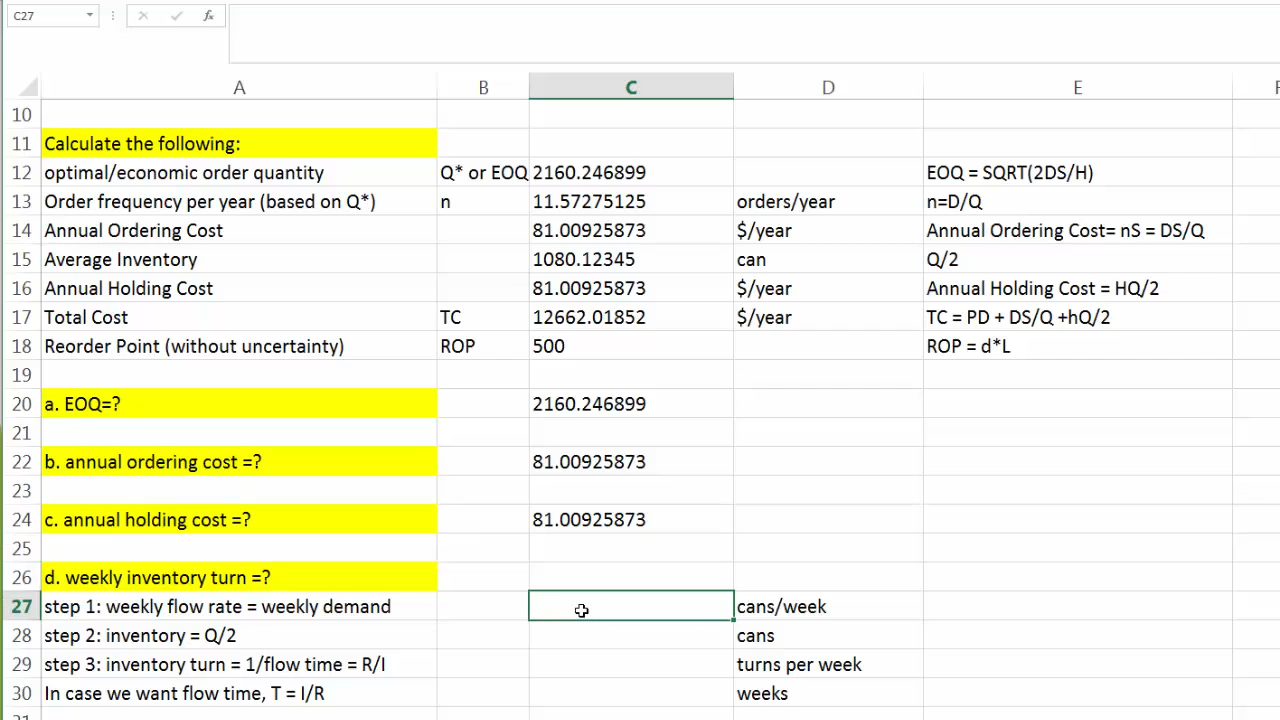 C27 fx
A B C D E F
10
11 Calculate the following:
12 optimal/economic order quantity Q* or EOQ 2160.246899 EOQ = SQRT(2DS/H)
13 Order frequency per year (based on Q*) n 11.57275125 orders/year n=D/Q
14 Annual Ordering Cost 81.00925873 $/year Annual Ordering Cost= nS = DS/Q
15 Average Inventory 1080.12345 can Q/2
16 Annual Holding Cost 81.00925873 $/year Annual Holding Cost = HQ/2
17 Total Cost TC 12662.01852 $/year TC = PD + DS/Q +hQ/2
18 Reorder Point (without uncertainty) ROP 500 ROP = d*L
19
20 a. EOQ=? 2160.246899
21
22 b. annual ordering cost =? 81.00925873
23
24 c. annual holding cost =? 81.00925873
25
26 d. weekly inventory turn =?
27 step 1: weekly flow rate = weekly demand cans/week
28 step 2: inventory = Q/2 cans
29 step 3: inventory turn = 1/flow time = R/I turns per week
30 In case we want flow time, T = I/R weeks